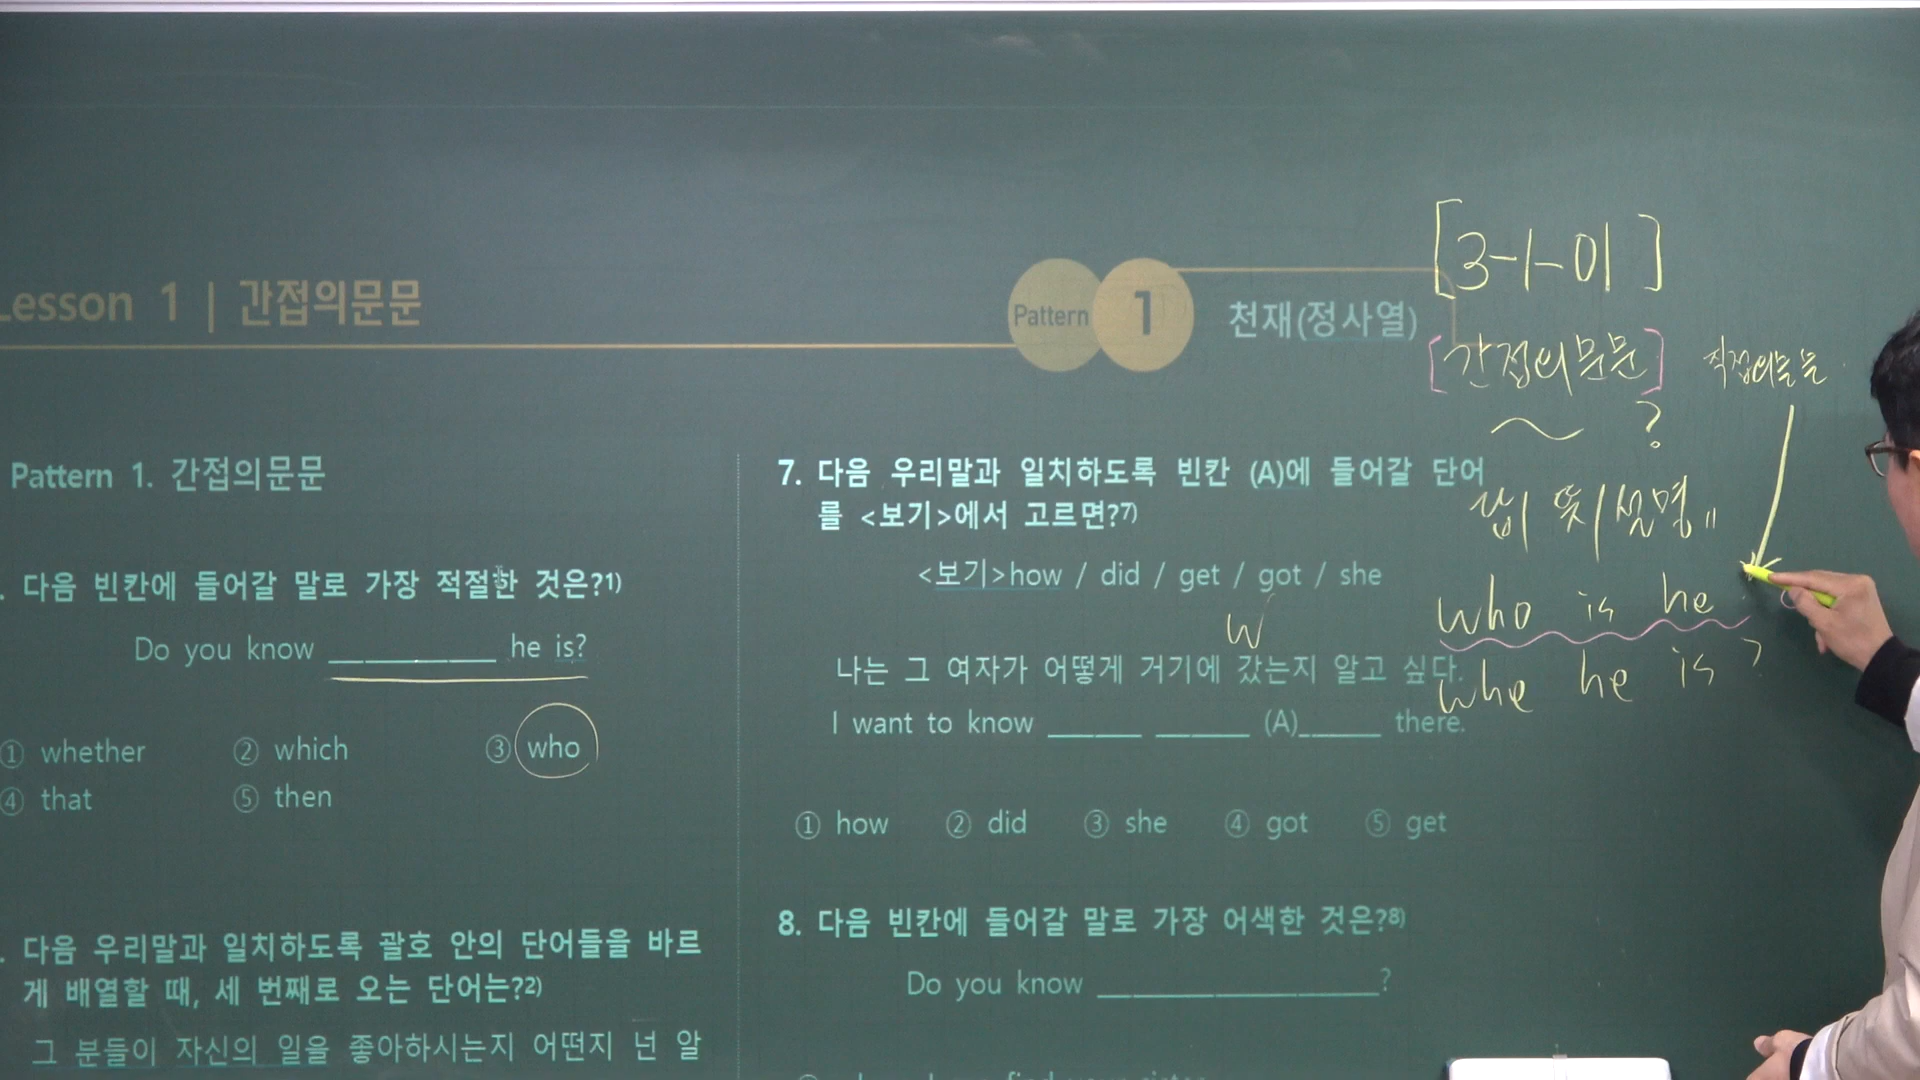 Lesson 1 | 간접의문문
Pattern 1 천재(정사열)
Pattern 1. 간접의문문
. 다음 빈칸에 들어갈 말로 가장 적절한 것은?1)
Do you know __________ he is?
① whether ② which ③ who
④ that ⑤ then
. 다음 우리말과 일치하도록 괄호 안의 단어들을 바르
게 배열할 때, 세 번째로 오는 단어는?2)
그 분들이 자신의 일을 좋아하시는지 어떤지 넌 알
7. 다음 우리말과 일치하도록 빈칸 (A)에 들어갈 단어
를 <보기>에서 고르면?7)
<보기>how / did / get / got / she
W
나는 그 여자가 어떻게 거기에 갔는지 알고 싶다.
I want to know ______ ______ (A)______ there.
① how ② did ③ she ④ got ⑤ get
8. 다음 빈칸에 들어갈 말로 가장 어색한 것은?8)
Do you know __________________?
[3-1-01]
[간접의문문] 직접의문문
~ ?
답/ 뜻/ 설명"
who is he
who he is ?